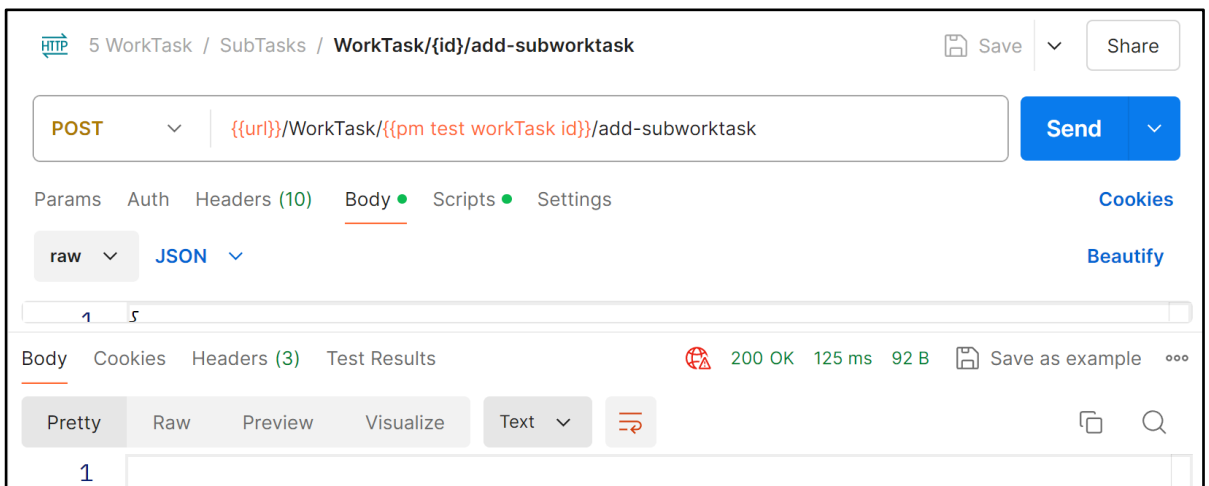 HTTP 5 WorkTask / SubTasks / WorkTask/{id}/add-subworktask Save Share
POST {{url}}/WorkTask/{{pm test workTask id}}/add-subworktask Send
Params Auth Headers (10) Body Scripts Settings Cookies
raw JSON Beautify
1 {
Body Cookies Headers (3) Test Results 200 OK 125 ms 92 B Save as example
Pretty Raw Preview Visualize Text
1